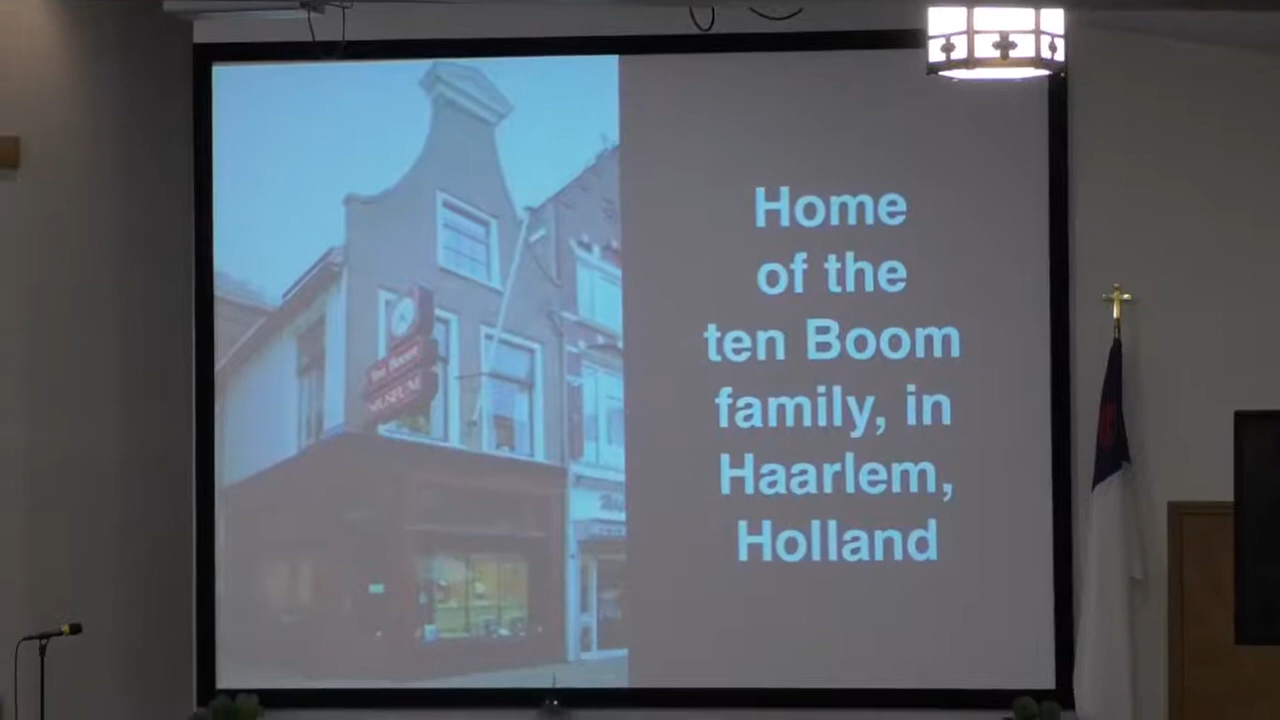 Ten Boom
MUSEUM
Home
of the
ten Boom
family, in
Haarlem,
Holland